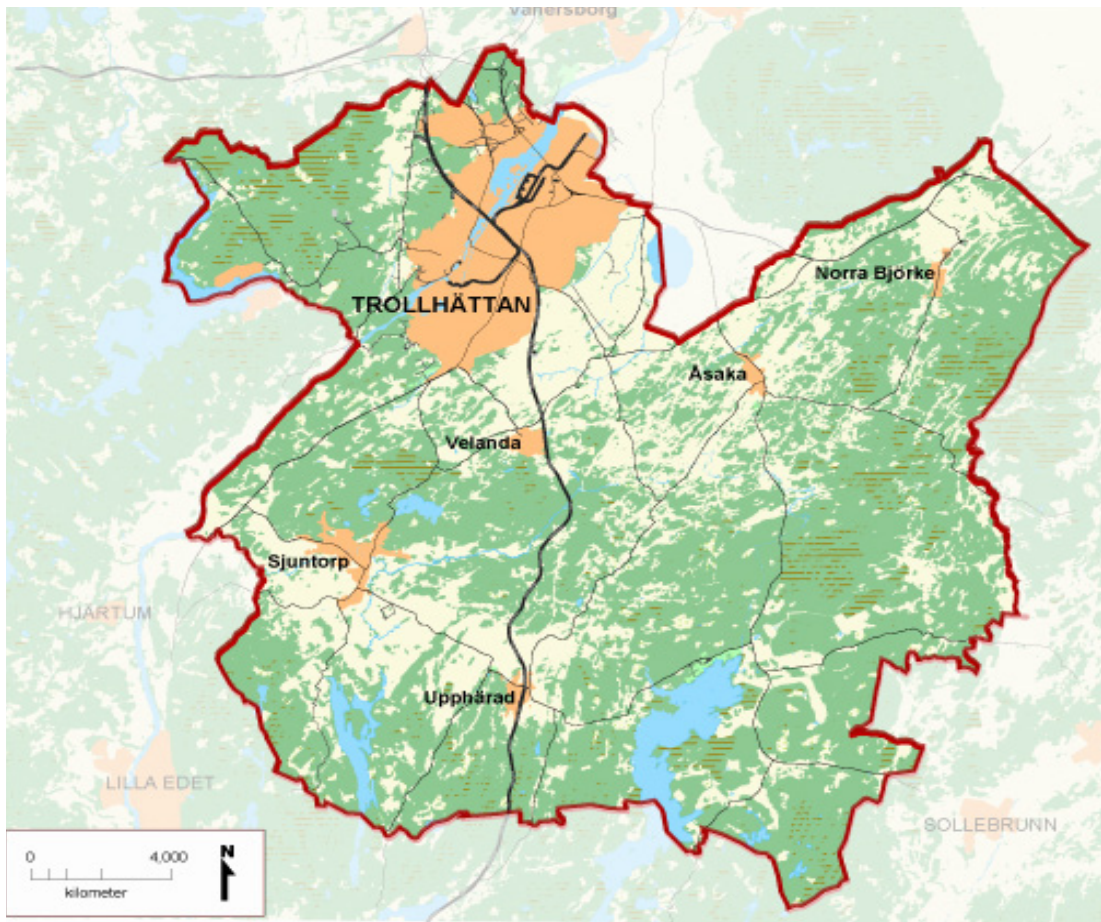 Vänersborg
Norra Björke
TROLLHÄTTAN
Åsaka
Velanda
Sjuntorp
HJÄRTUM
Upphärad
LILLA EDET
SOLLEBRUNN
0 4,000
kilometer
N